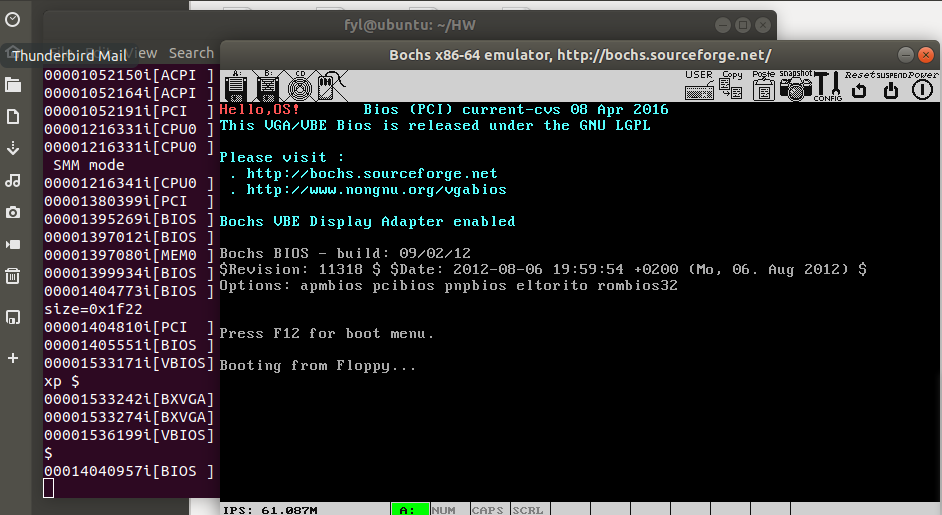 fyl@ubuntu: ~/HW
Thunderbird Mail
View Search
Bochs x86-64 emulator, http://bochs.sourceforge.net/
A: B: CD
USER Copy Paste Snapshot CONFIG Reset SUSPEND Power
00001052150i[ACPI ]
00001052164i[ACPI ]
00001052191i[PCI ]
00001216331i[CPU0 ]
00001216331i[CPU0 ]
SMM mode
00001216341i[CPU0 ]
00001380399i[PCI ]
00001395269i[BIOS ]
00001397012i[BIOS ]
00001397080i[MEM0 ]
00001399934i[BIOS ]
00001404773i[BIOS ]
size=0x1f22
00001404810i[PCI ]
00001405551i[BIOS ]
00001533171i[VBIOS]
xp $
00001533242i[BXVGA]
00001533274i[BXVGA]
00001536199i[VBIOS]
$
00014040957i[BIOS ]
Hello,OS! Bios (PCI) current-cvs 08 Apr 2016
This VGA/VBE Bios is released under the GNU LGPL
Please visit :
. http://bochs.sourceforge.net
. http://www.nongnu.org/vgabios
Bochs VBE Display Adapter enabled
Bochs BIOS - build: 09/02/12
$Revision: 11318 $ $Date: 2012-08-06 19:59:54 +0200 (Mo, 06. Aug 2012) $
Options: apmbios pcibios pnpbios eltorito rombios32
Press F12 for boot menu.
Booting from Floppy...
IPS: 61.087M A: NUM CAPS SCRL